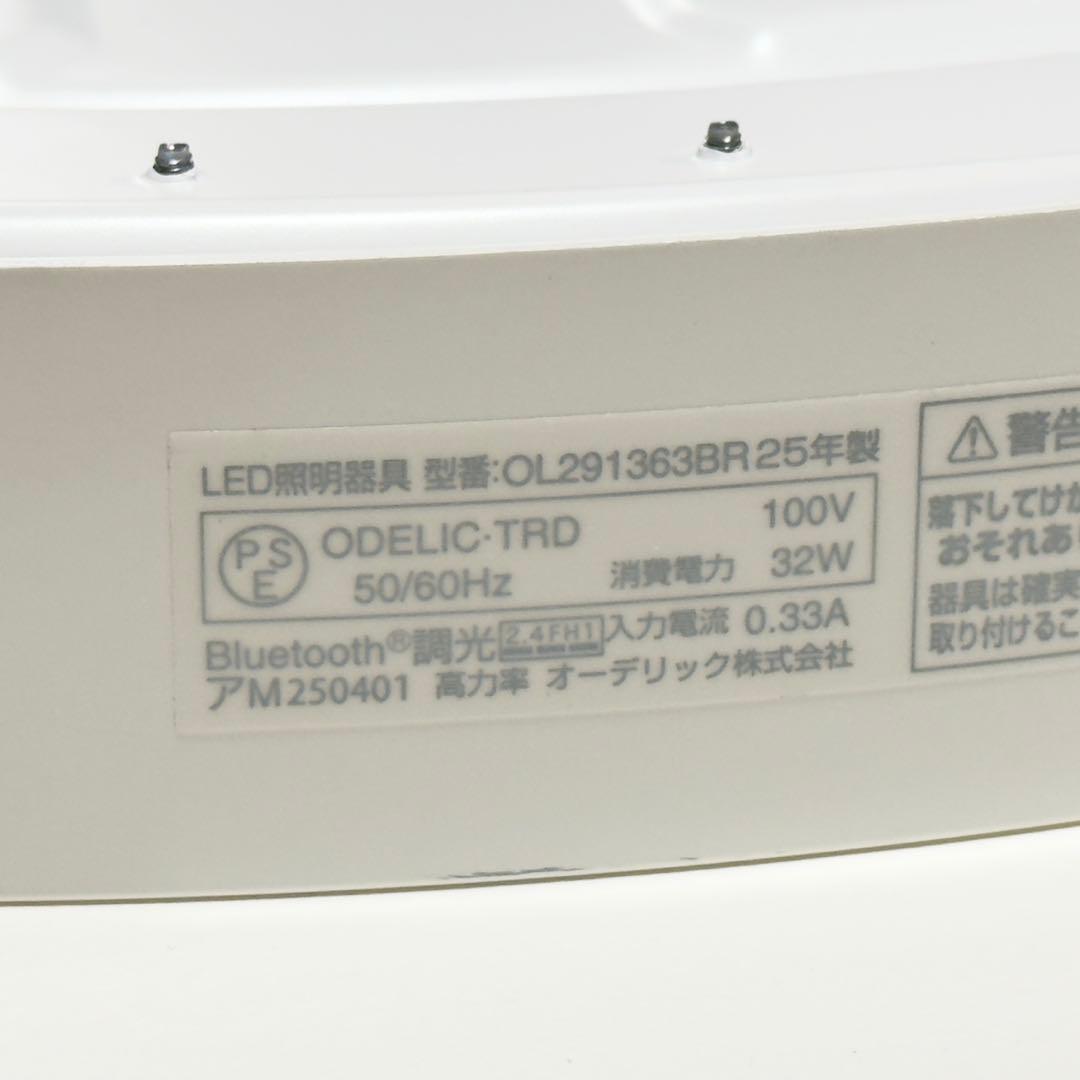 LED照明器具 型番:OL291363BR 25年製
PSE ODELIC・TRD 100V
50/60Hz 消費電力 32W
Bluetooth®調光 2.4FH1 入力電流 0.33A
アM250401 高力率 オーデリック株式会社
警告
落下してけが
おそれあ
器具は確実
取り付けるこ